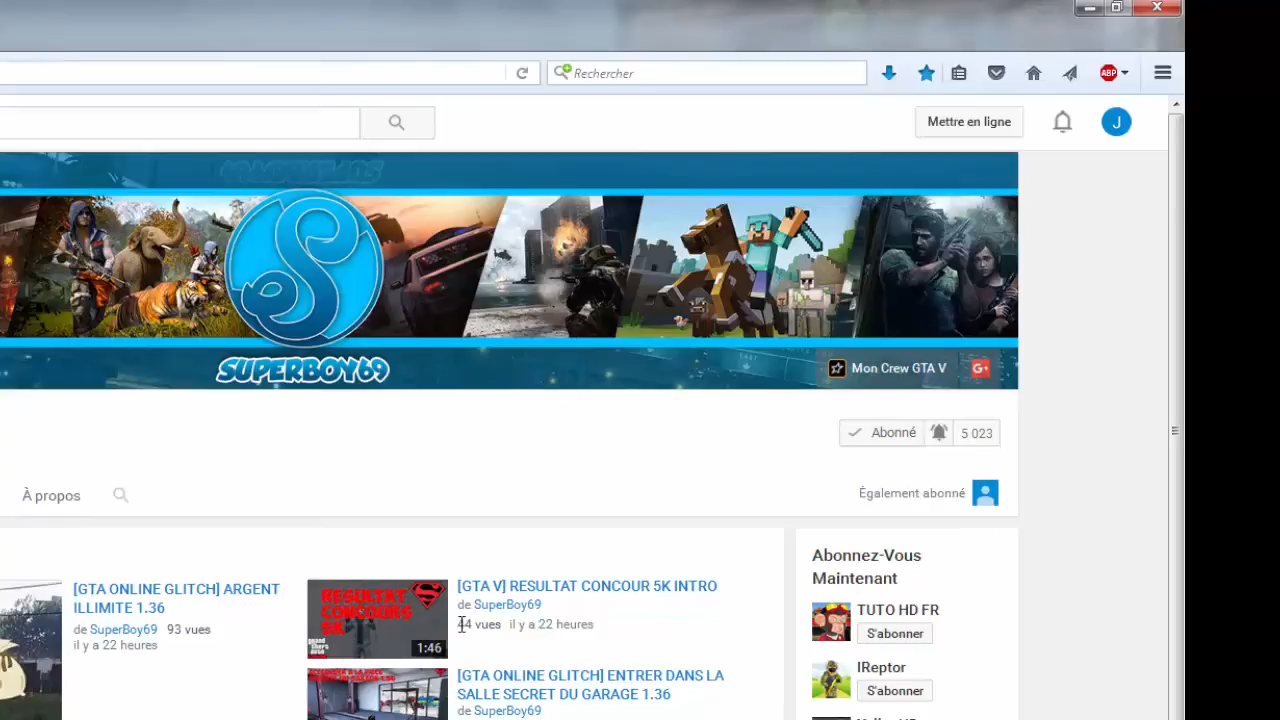 Rechercher
ABP
Mettre en ligne
J
S
SUPERBOY69
Mon Crew GTA V
G+
Abonné
5 023
À propos
Également abonné
[GTA ONLINE GLITCH] ARGENT
ILLIMITE 1.36
de SuperBoy69 93 vues
il y a 22 heures
RESULTAT
CONCOURS
5K
1:46
[GTA V] RESULTAT CONCOUR 5K INTRO
de SuperBoy69
44 vues il y a 22 heures
[GTA ONLINE GLITCH] ENTRER DANS LA
SALLE SECRET DU GARAGE 1.36
de SuperBoy69
Abonnez-Vous
Maintenant
TUTO HD FR
S'abonner
IReptor
S'abonner